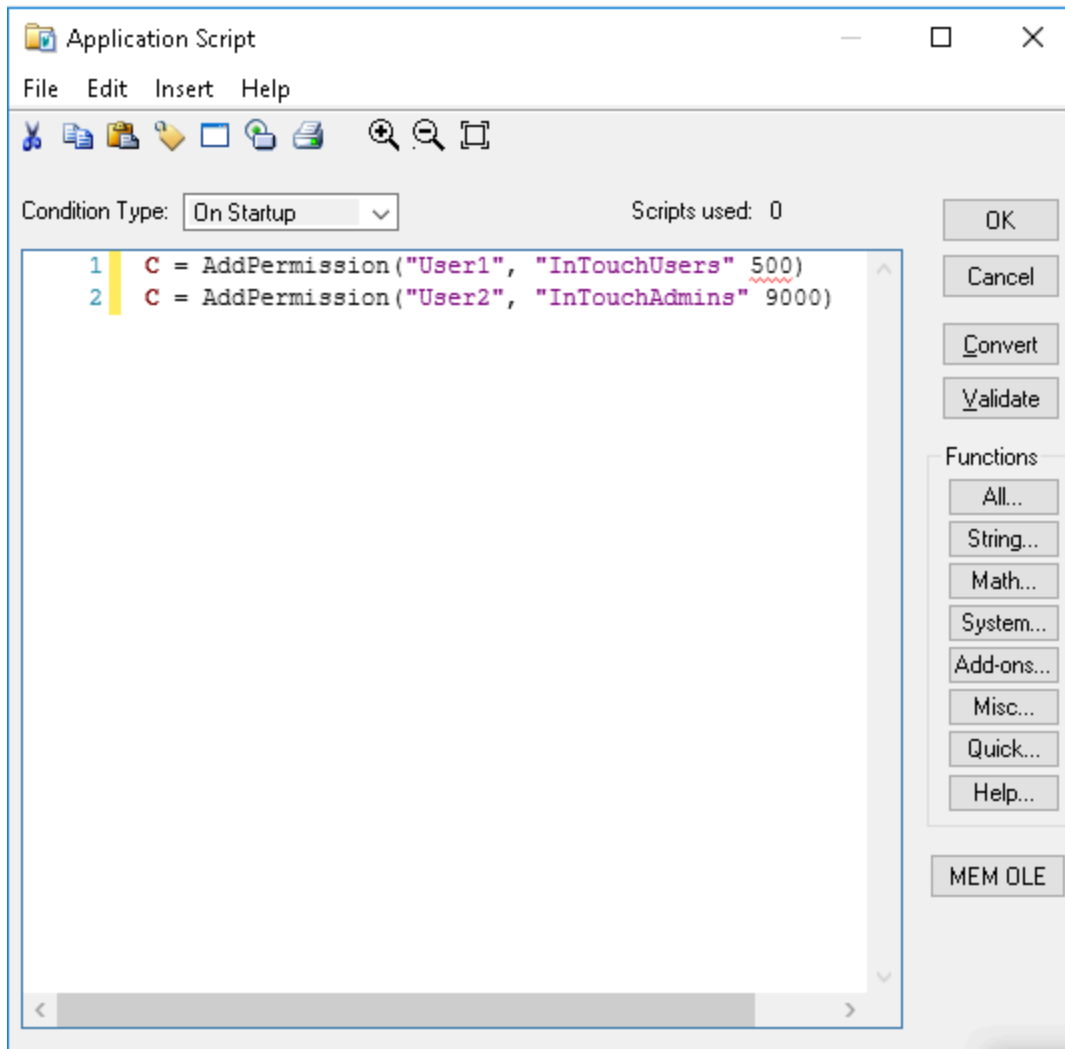 Application Script
File Edit Insert Help
Condition Type: On Startup Scripts used: 0
1 C = AddPermission("User1", "InTouchUsers" 500)
2 C = AddPermission("User2", "InTouchAdmins" 9000)
OK
Cancel
Convert
Validate
Functions
All...
String...
Math...
System...
Add-ons...
Misc...
Quick...
Help...
MEM OLE